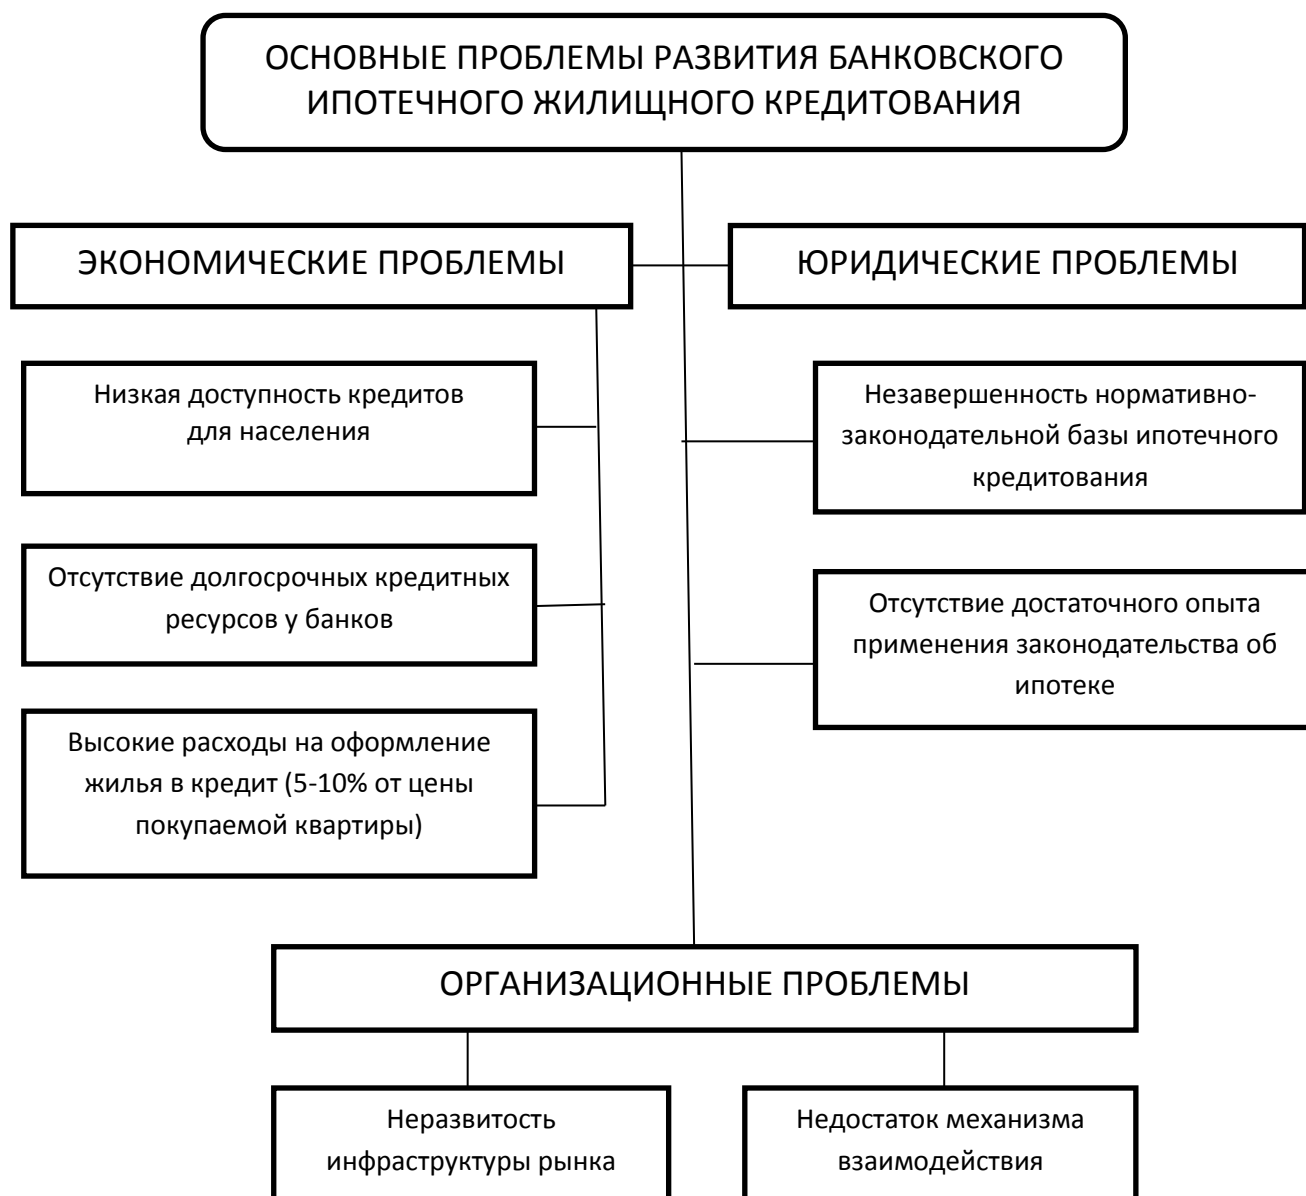 ОСНОВНЫЕ ПРОБЛЕМЫ РАЗВИТИЯ БАНКОВСКОГО
ИПОТЕЧНОГО ЖИЛИЩНОГО КРЕДИТОВАНИЯ
ЭКОНОМИЧЕСКИЕ ПРОБЛЕМЫ
ЮРИДИЧЕСКИЕ ПРОБЛЕМЫ
Низкая доступность кредитов
для населения
Незавершенность нормативно-
законодательной базы ипотечного
кредитования
Отсутствие долгосрочных кредитных
ресурсов у банков
Отсутствие достаточного опыта
применения законодательства об
ипотеке
Высокие расходы на оформление
жилья в кредит (5-10% от цены
покупаемой квартиры)
ОРГАНИЗАЦИОННЫЕ ПРОБЛЕМЫ
Неразвитость
инфраструктуры рынка
Недостаток механизма
взаимодействия